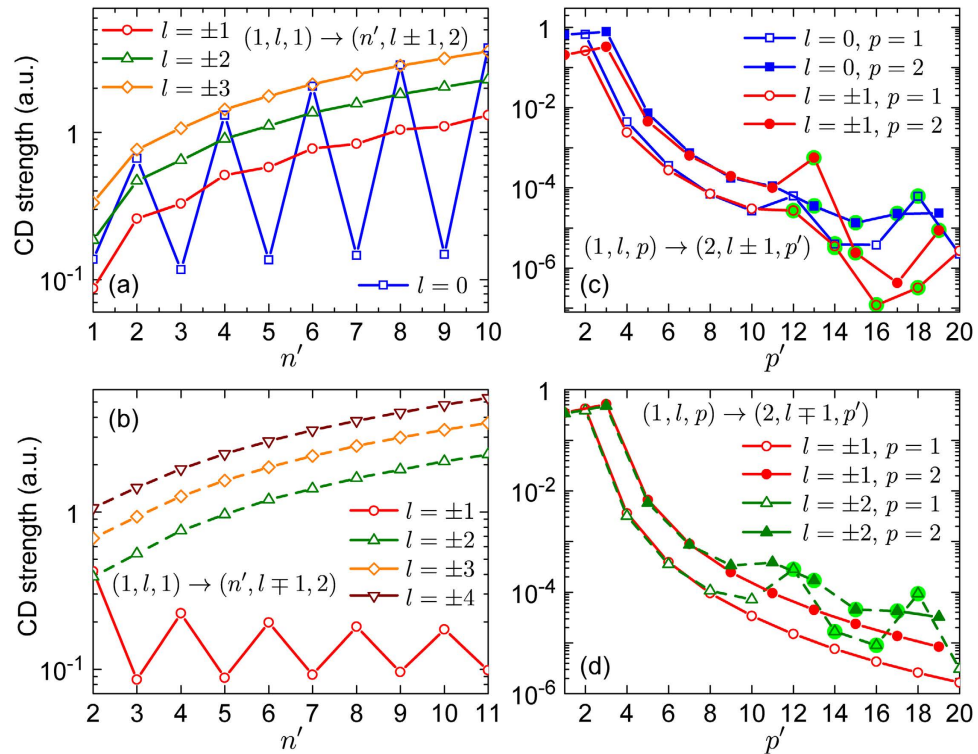 CD strength (a.u.)
1
10⁻¹
l = ±1
l = ±2
l = ±3
(1, l, 1) → (n′, l ± 1, 2)
(a)
l = 0
1 2 3 4 5 6 7 8 9 10
n′
1
10⁻²
10⁻⁴
10⁻⁶
l = 0, p = 1
l = 0, p = 2
l = ±1, p = 1
l = ±1, p = 2
(1, l, p) → (2, l ± 1, p′)
(c)
2 4 6 8 10 12 14 16 18 20
p′
CD strength (a.u.)
1
10⁻¹
(b)
l = ±1
l = ±2
l = ±3
l = ±4
(1, l, 1) → (n′, l ∓ 1, 2)
2 3 4 5 6 7 8 9 10 11
n′
1
10⁻²
10⁻⁴
10⁻⁶
(1, l, p) → (2, l ∓ 1, p′)
l = ±1, p = 1
l = ±1, p = 2
l = ±2, p = 1
l = ±2, p = 2
(d)
2 4 6 8 10 12 14 16 18 20
p′